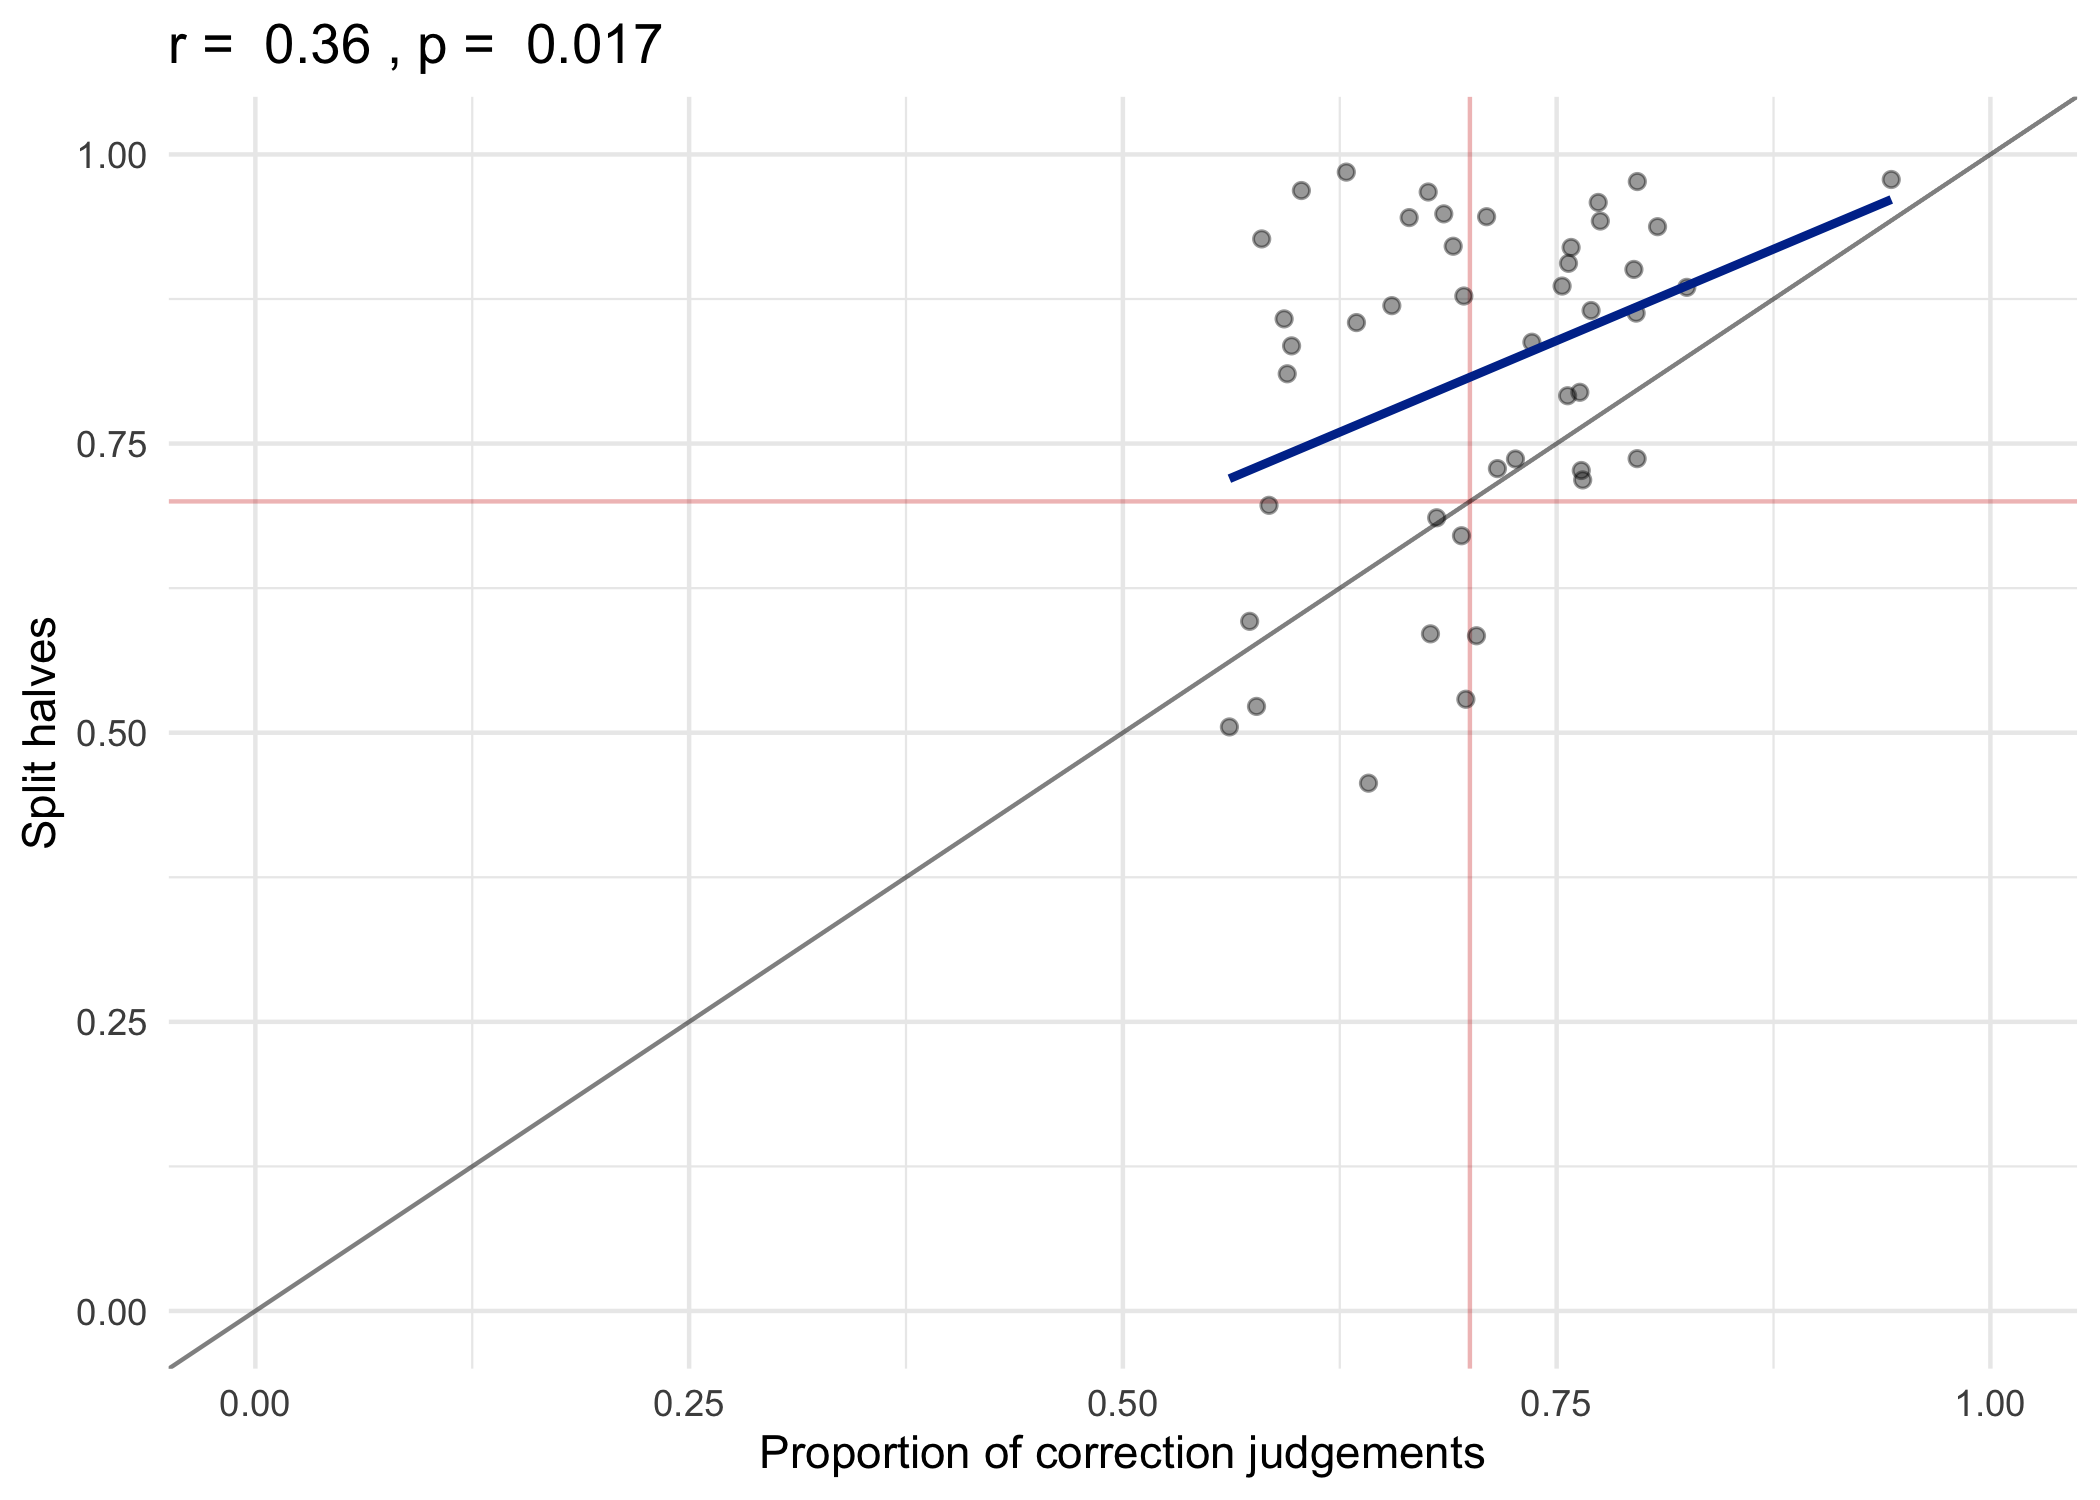 r =  0.36 , p =  0.017
1.00
0.75
0.50
0.25
0.00
Split halves
0.00 0.25 0.50 0.75 1.00
Proportion of correction judgements